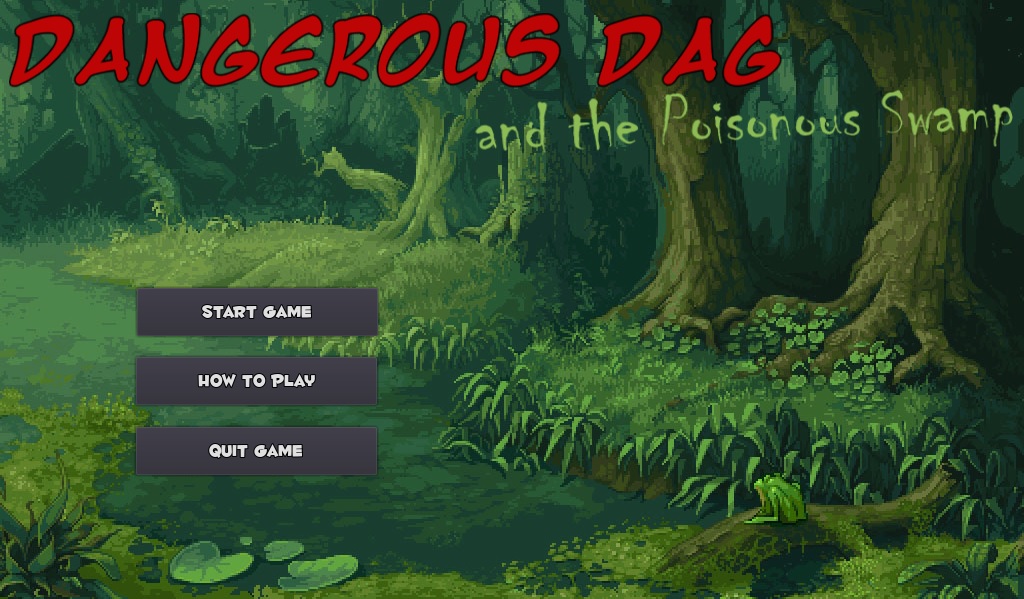 DANGEROUS DAG
and the Poisonous Swamp
START GAME
HOW TO PLAY
QUIT GAME